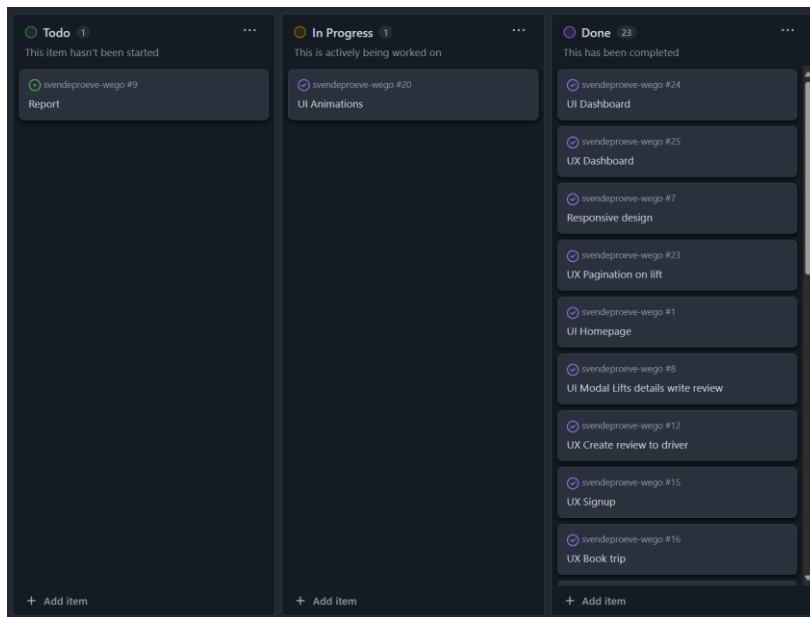 Todo 1
This item hasn't been started
svendeproeve-wego #9
Report
+ Add item
In Progress 1
This is actively being worked on
svendeproeve-wego #20
UI Animations
+ Add item
Done 23
This has been completed
svendeproeve-wego #24
UI Dashboard
svendeproeve-wego #25
UX Dashboard
svendeproeve-wego #7
Responsive design
svendeproeve-wego #23
UX Pagination on lift
svendeproeve-wego #1
UI Homepage
svendeproeve-wego #8
UI Modal Lifts details write review
svendeproeve-wego #12
UX Create review to driver
svendeproeve-wego #15
UX Signup
svendeproeve-wego #16
UX Book trip
+ Add item